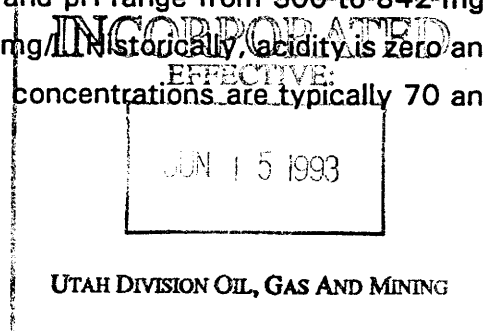 and pH range from 300-to-842-mg
INCORPORATED
mg/l. Historically, acidity is zero an
EFFECTIVE:
concentrations are typically 70 an
JUN 15 1993
UTAH DIVISION OIL, GAS AND MINING